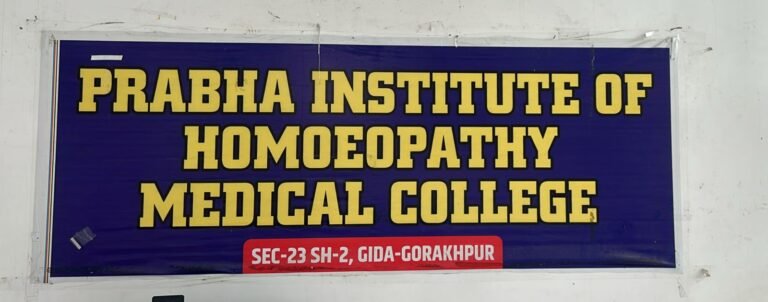 PRABHA INSTITUTE OF
HOMOEOPATHY
MEDICAL COLLEGE
SEC-23 SH-2, GIDA-GORAKHPUR